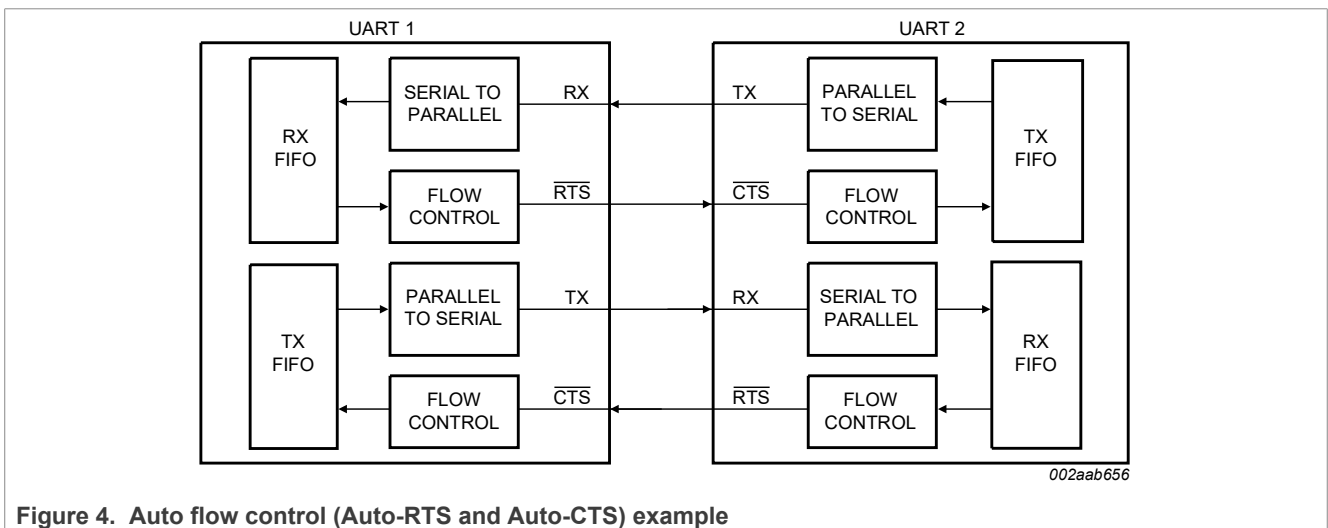 UART 1
UART 2
SERIAL TO
PARALLEL
RX
TX
PARALLEL
TO SERIAL
RX
FIFO
TX
FIFO
FLOW
CONTROL
RTS
CTS
FLOW
CONTROL
PARALLEL
TO SERIAL
TX
RX
SERIAL TO
PARALLEL
TX
FIFO
RX
FIFO
FLOW
CONTROL
CTS
RTS
FLOW
CONTROL
002aab656
Figure 4. Auto flow control (Auto-RTS and Auto-CTS) example